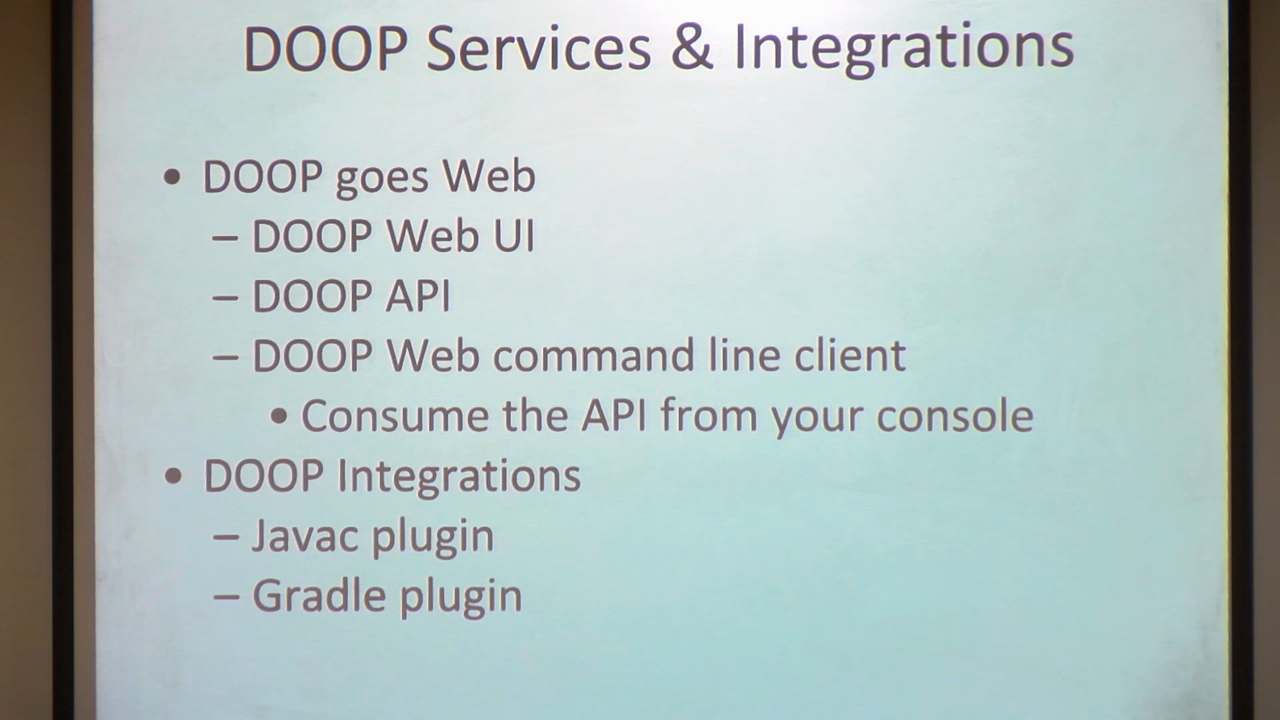 DOOP Services & Integrations
• DOOP goes Web
– DOOP Web UI
– DOOP API
– DOOP Web command line client
• Consume the API from your console
• DOOP Integrations
– Javac plugin
– Gradle plugin